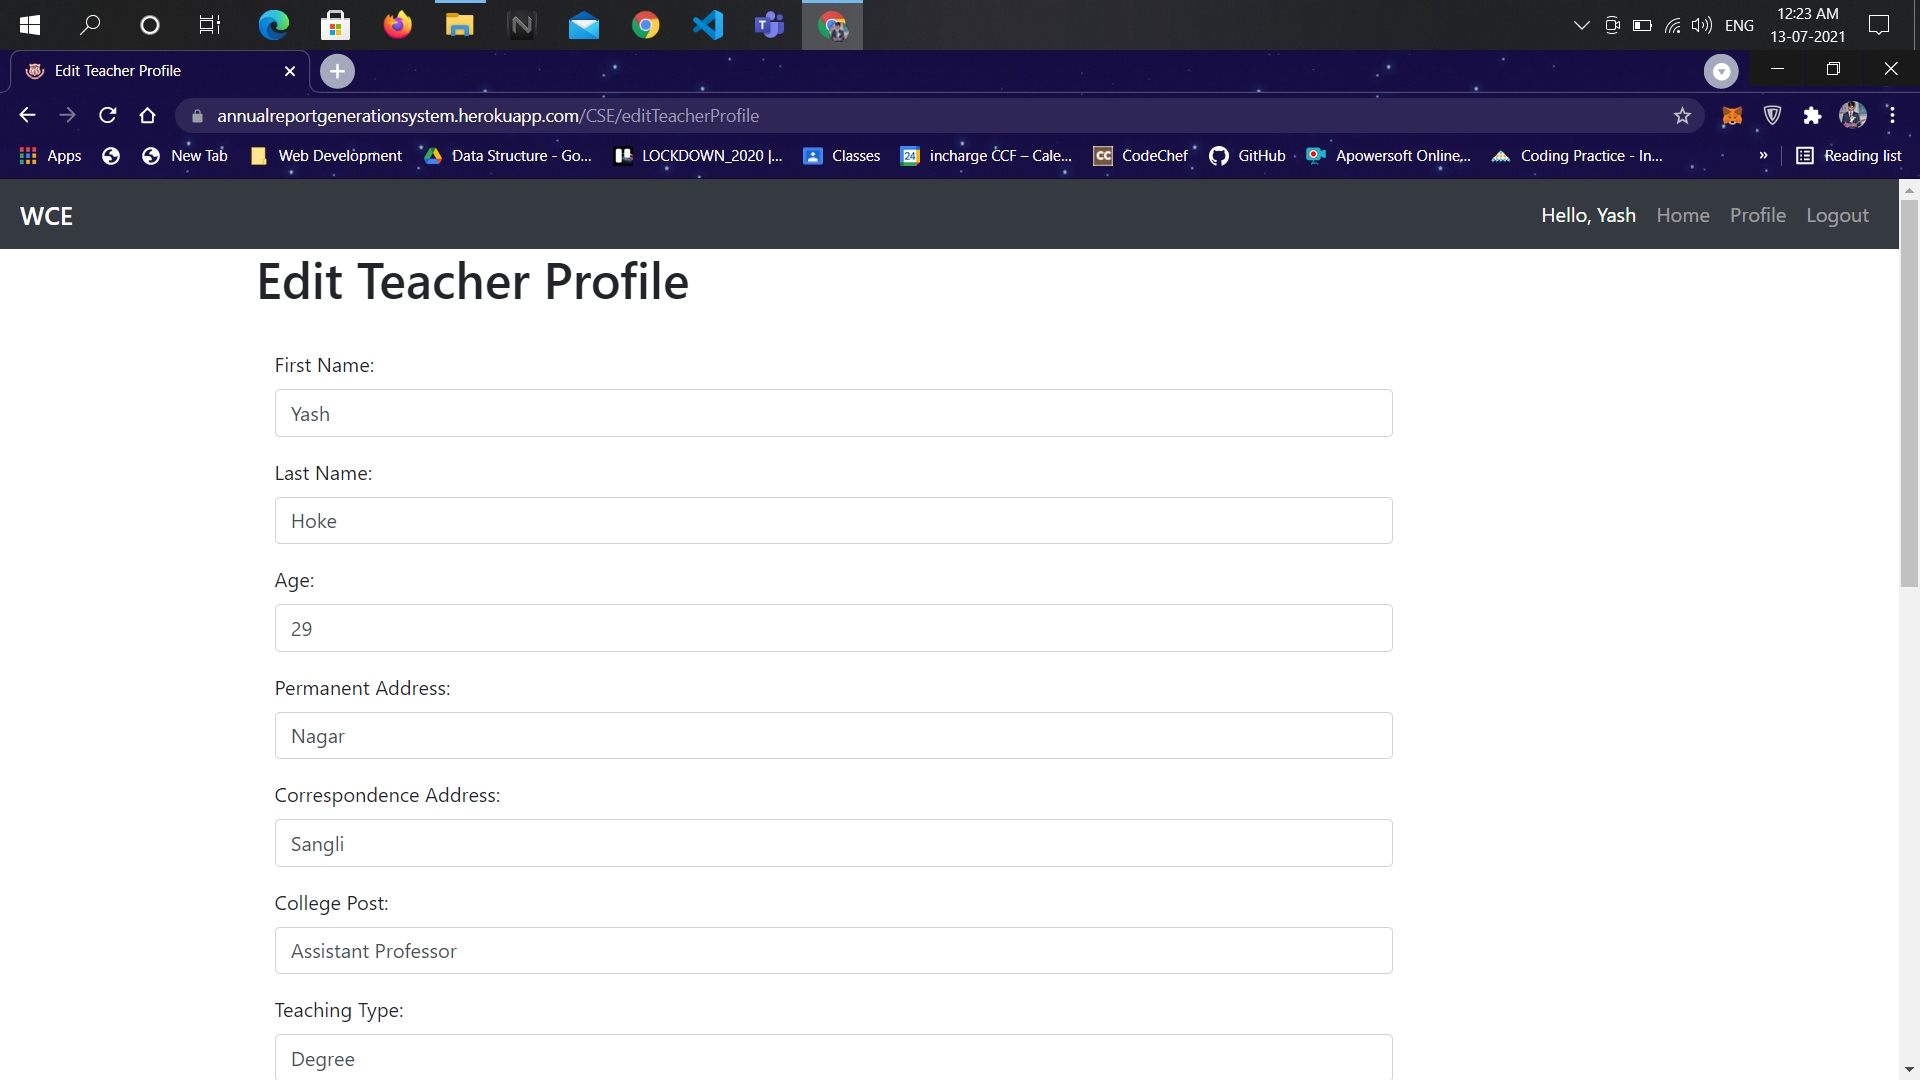 ENG
12:23 AM
13-07-2021
Edit Teacher Profile
annualreportgenerationsystem.herokuapp.com/CSE/editTeacherProfile
Apps New Tab Web Development Data Structure - Go... LOCKDOWN_2020 |... Classes 24 incharge CCF – Cale... CC CodeChef GitHub Apowersoft Online,... Coding Practice - In... » Reading list
WCE Hello, Yash Home Profile Logout
Edit Teacher Profile
First Name:
Yash
Last Name:
Hoke
Age:
29
Permanent Address:
Nagar
Correspondence Address:
Sangli
College Post:
Assistant Professor
Teaching Type:
Degree